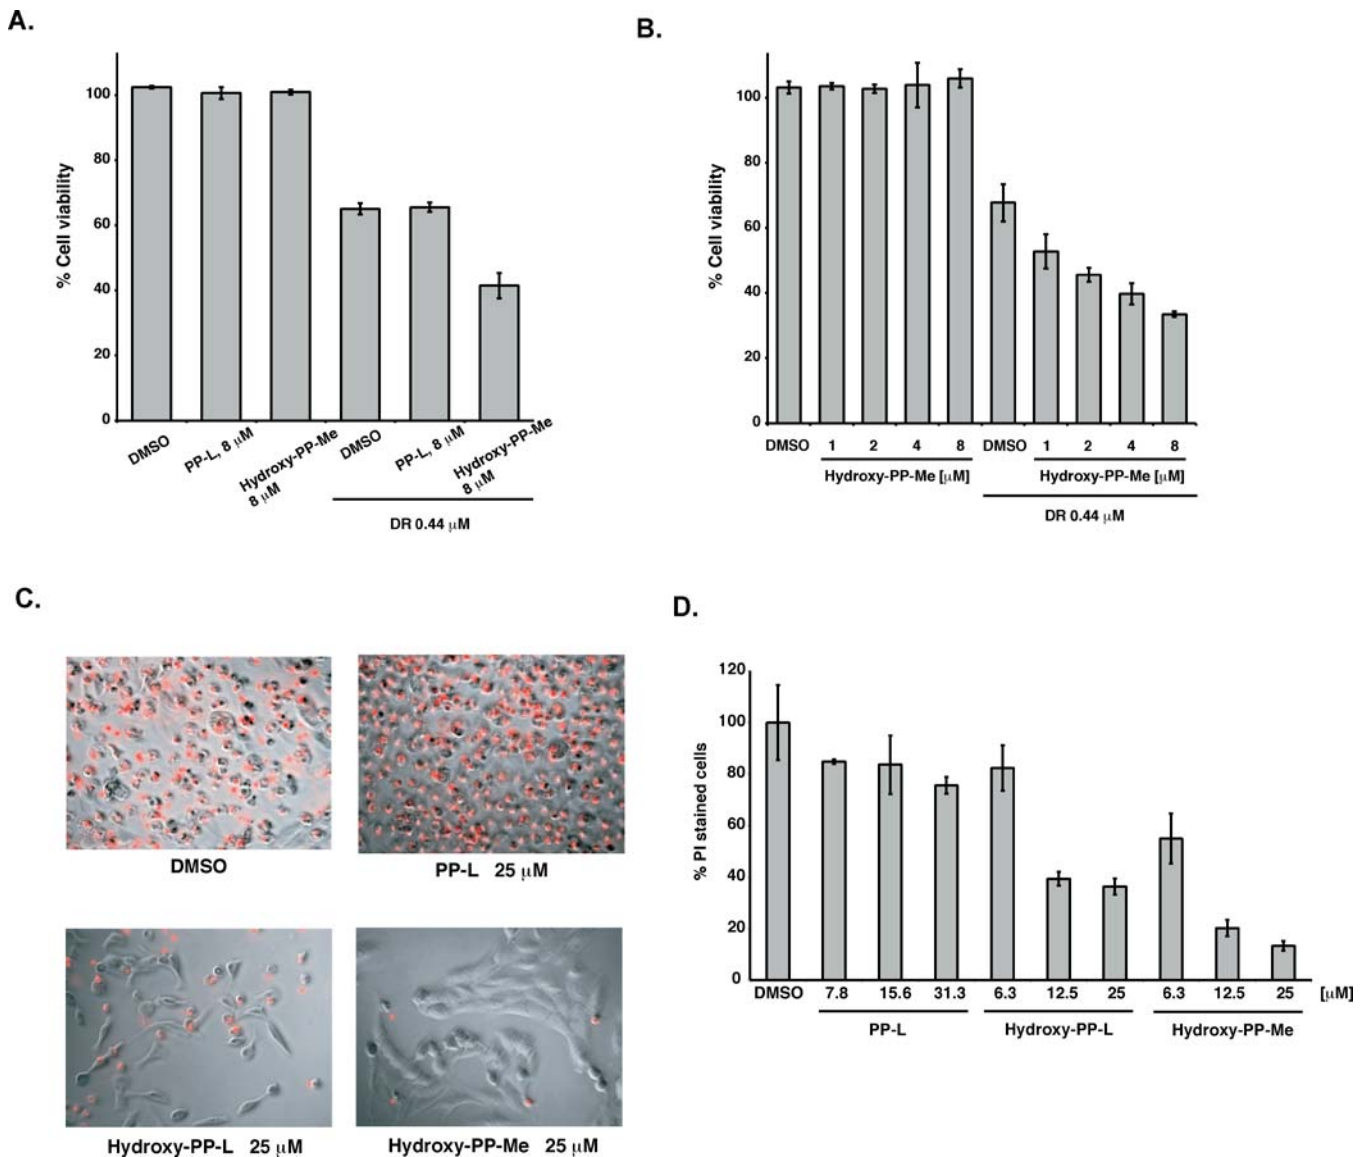 A.
% Cell viability
100
80
60
40
20
0
DMSO
PP-L, 8 μM
Hydroxy-PP-Me
8 μM
DMSO
PP-L, 8 μM
Hydroxy-PP-Me
8 μM
DR 0.44 μM
B.
% Cell viability
100
80
60
40
20
0
DMSO 1 2 4 8 DMSO 1 2 4 8
Hydroxy-PP-Me [μM] Hydroxy-PP-Me [μM]
DR 0.44 μM
C.
DMSO
PP-L 25 μM
Hydroxy-PP-L 25 μM
Hydroxy-PP-Me 25 μM
D.
% PI stained cells
120
100
80
60
40
20
0
DMSO 7.8 15.6 31.3 6.3 12.5 25 6.3 12.5 25 [μM]
PP-L Hydroxy-PP-L Hydroxy-PP-Me